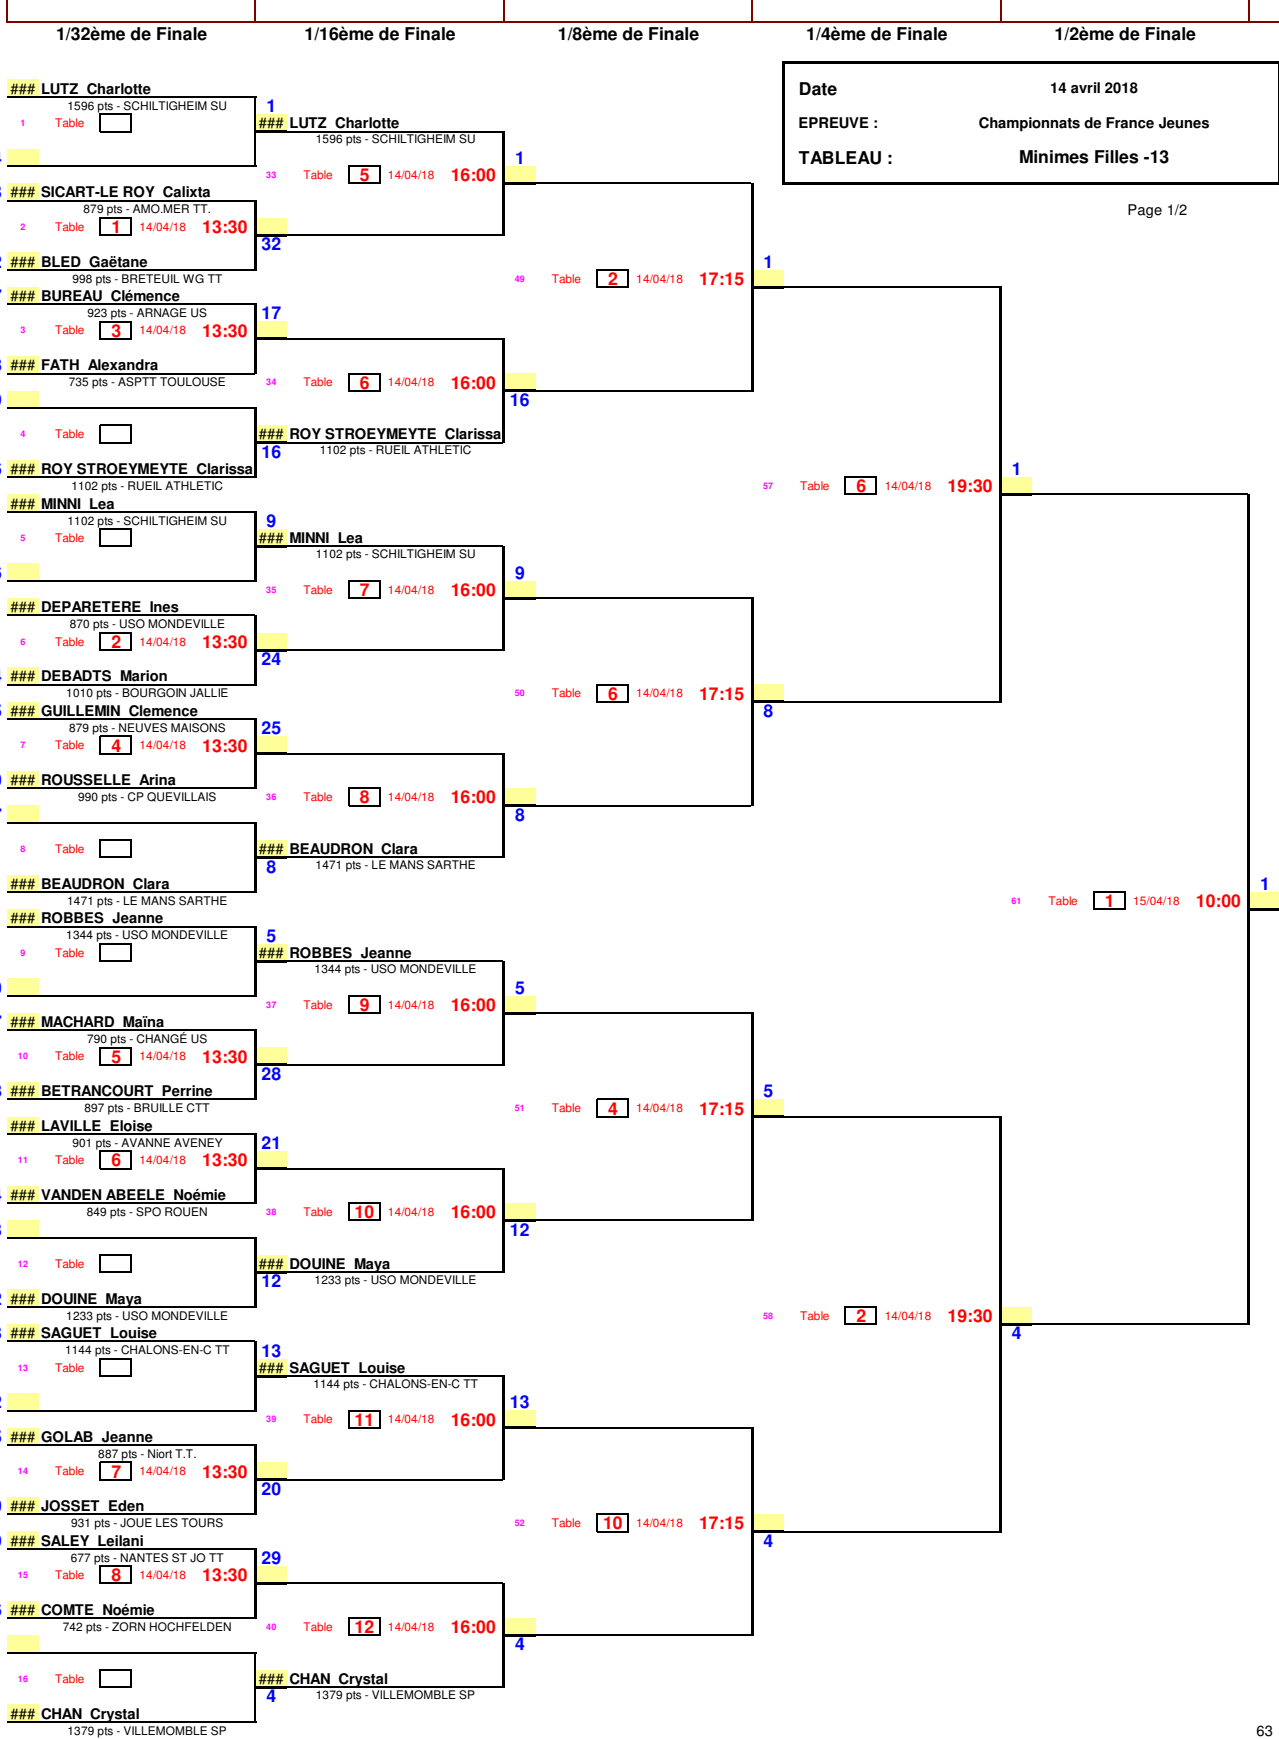 1/32ème de Finale 1/16ème de Finale 1/8ème de Finale 1/4ème de Finale 1/2ème de Finale
Date 14 avril 2018
EPREUVE : Championnats de France Jeunes
TABLEAU : Minimes Filles -13
Page 1/2
### LUTZ Charlotte
1596 pts - SCHILTIGHEIM SU
1 Table
### SICART-LE ROY Calixta
879 pts - AMO.MER TT.
2 Table 1 14/04/18 13:30
### BLED Gaëtane
998 pts - BRETEUIL WG TT
### BUREAU Clémence
923 pts - ARNAGE US
3 Table 3 14/04/18 13:30
### FATH Alexandra
735 pts - ASPTT TOULOUSE
4 Table
### ROY STROEYMEYTE Clarissa
1102 pts - RUEIL ATHLETIC
### MINNI Lea
1102 pts - SCHILTIGHEIM SU
5 Table
### DEPARETERE Ines
870 pts - USO MONDEVILLE
6 Table 2 14/04/18 13:30
### DEBADTS Marion
1010 pts - BOURGOIN JALLIE
### GUILLEMIN Clemence
879 pts - NEUVES MAISONS
7 Table 4 14/04/18 13:30
### ROUSSELLE Arina
990 pts - CP QUEVILLAIS
8 Table
### BEAUDRON Clara
1471 pts - LE MANS SARTHE
### ROBBES Jeanne
1344 pts - USO MONDEVILLE
9 Table
### MACHARD Maïna
790 pts - CHANGÉ US
10 Table 5 14/04/18 13:30
### BETRANCOURT Perrine
897 pts - BRUILLE CTT
### LAVILLE Eloise
901 pts - AVANNE AVENEY
11 Table 6 14/04/18 13:30
### VANDEN ABEELE Noémie
849 pts - SPO ROUEN
12 Table
### DOUINE Maya
1233 pts - USO MONDEVILLE
### SAGUET Louise
1144 pts - CHALONS-EN-C TT
13 Table
### GOLAB Jeanne
887 pts - Niort T.T.
14 Table 7 14/04/18 13:30
### JOSSET Eden
931 pts - JOUE LES TOURS
### SALEY Leilani
677 pts - NANTES ST JO TT
15 Table 8 14/04/18 13:30
### COMTE Noémie
742 pts - ZORN HOCHFELDEN
16 Table
### CHAN Crystal
1379 pts - VILLEMOMBLE SP
1
### LUTZ Charlotte
1596 pts - SCHILTIGHEIM SU
33 Table 5 14/04/18 16:00
32
17
34 Table 6 14/04/18 16:00
### ROY STROEYMEYTE Clarissa
16 1102 pts - RUEIL ATHLETIC
9
### MINNI Lea
1102 pts - SCHILTIGHEIM SU
35 Table 7 14/04/18 16:00
24
25
36 Table 8 14/04/18 16:00
### BEAUDRON Clara
8 1471 pts - LE MANS SARTHE
5
### ROBBES Jeanne
1344 pts - USO MONDEVILLE
37 Table 9 14/04/18 16:00
28
21
38 Table 10 14/04/18 16:00
### DOUINE Maya
12 1233 pts - USO MONDEVILLE
13
### SAGUET Louise
1144 pts - CHALONS-EN-C TT
39 Table 11 14/04/18 16:00
20
29
40 Table 12 14/04/18 16:00
### CHAN Crystal
4 1379 pts - VILLEMOMBLE SP
1
49 Table 2 14/04/18 17:15
16
9
50 Table 6 14/04/18 17:15
8
5
51 Table 4 14/04/18 17:15
12
13
52 Table 10 14/04/18 17:15
4
1
57 Table 6 14/04/18 19:30
8
5
58 Table 2 14/04/18 19:30
4
1
61 Table 1 15/04/18 10:00
4
1
63